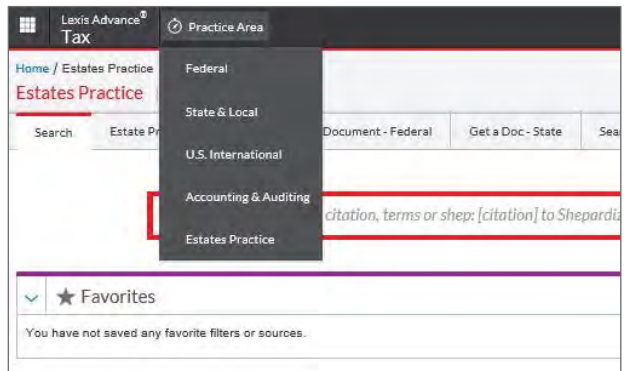 Lexis Advance®
Tax
Practice Area
Home / Estates Practice
Federal
Estates Practice
State & Local
Search Estate Pr Document - Federal Get a Doc - State Sea
U.S. International
Accounting & Auditing
citation, terms or shep: [citation] to Shepardiz
Estates Practice
Favorites
You have not saved any favorite filters or sources.